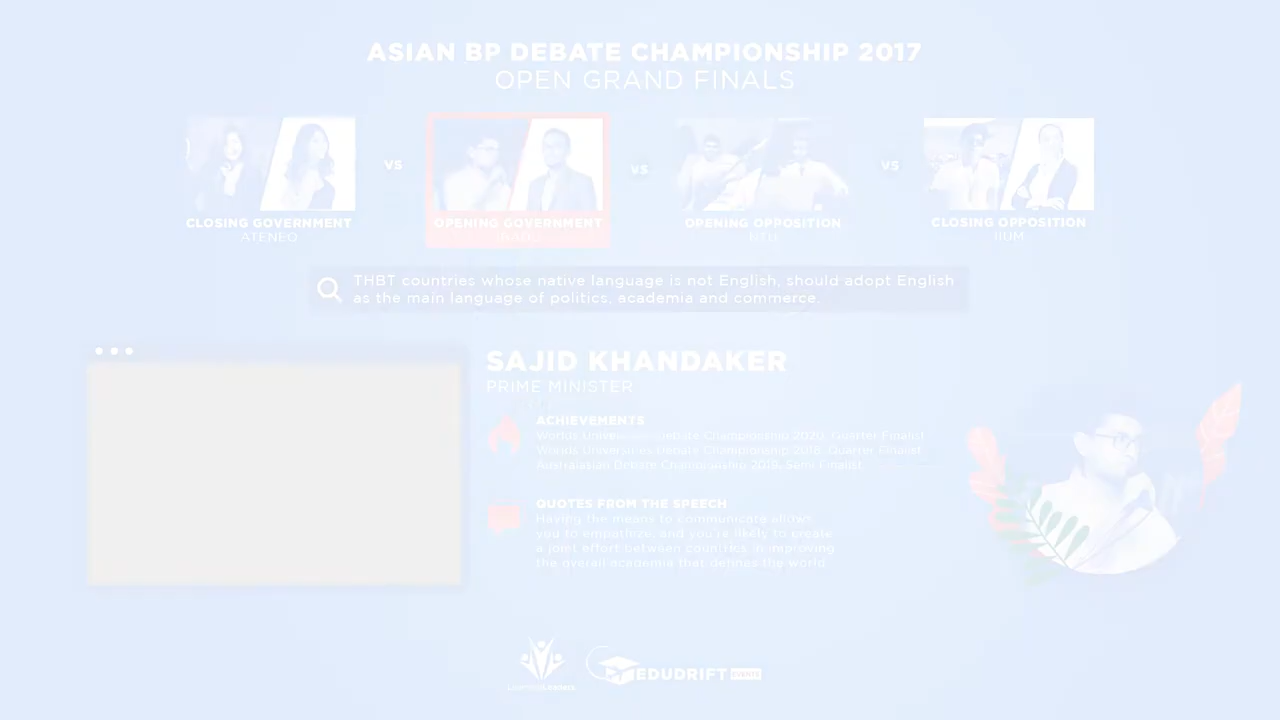 ASIAN BP DEBATE CHAMPIONSHIP 2017
OPEN GRAND FINALS
VS
VS
VS
CLOSING GOVERNMENT
ATENEO
OPENING GOVERNMENT
OPENING OPPOSITION
CLOSING OPPOSITION
IIUM
THBT countries whose native language is not English, should adopt English
as the main language of politics, academia and commerce.
SAJID KHANDAKER
PRIME MINISTER
ACHIEVEMENTS
Worlds Debate Championship 2020, Quarter Finalist
Worlds Debate Championship 2018, Quarter Finalist
Australasian Debate Championship 2019, Semi Finalist
QUOTES FROM THE SPEECH
Having the means to communicate allows
you to empathize, and you're likely to create
a joint effort between countries in improving
the overall academia that defines the world
EDUDRIFT